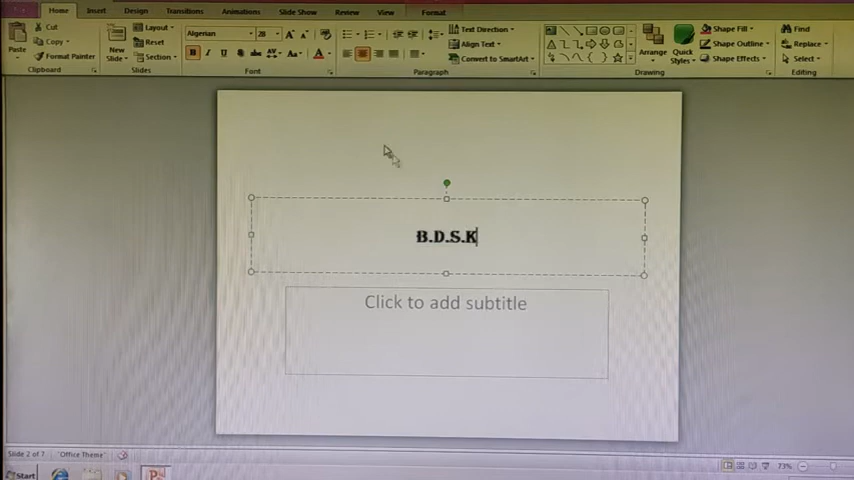 Home Insert Design Transitions Animations Slide Show Review View Format
Paste Cut Copy Format Painter Clipboard
New Slide Layout Reset Section Slides
Algerian 28 Font
Text Direction Align Text Convert to SmartArt Paragraph
Arrange Quick Styles Shape Fill Shape Outline Shape Effects Drawing
Find Replace Select Editing
B.D.S.K
Click to add subtitle
Slide 2 of 7 "Office Theme" 73%
Start